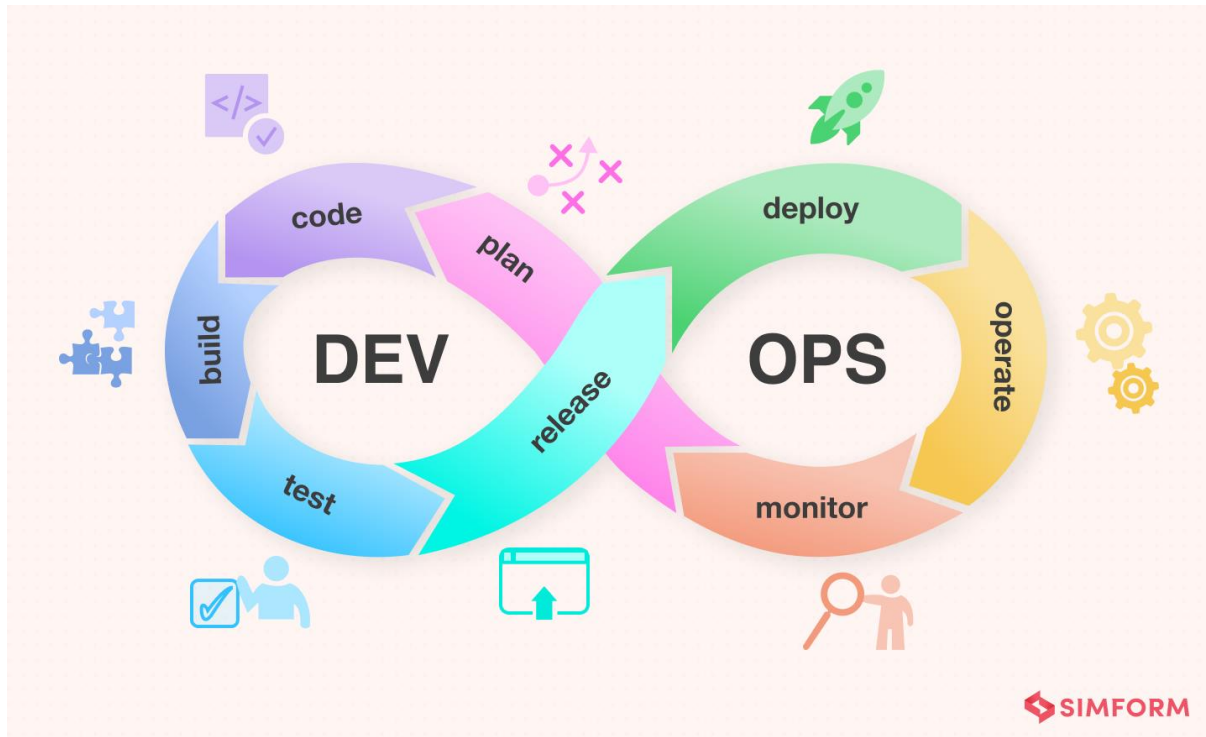 </>
code
plan
deploy
build
DEV
OPS
operate
release
test
monitor
SIMFORM